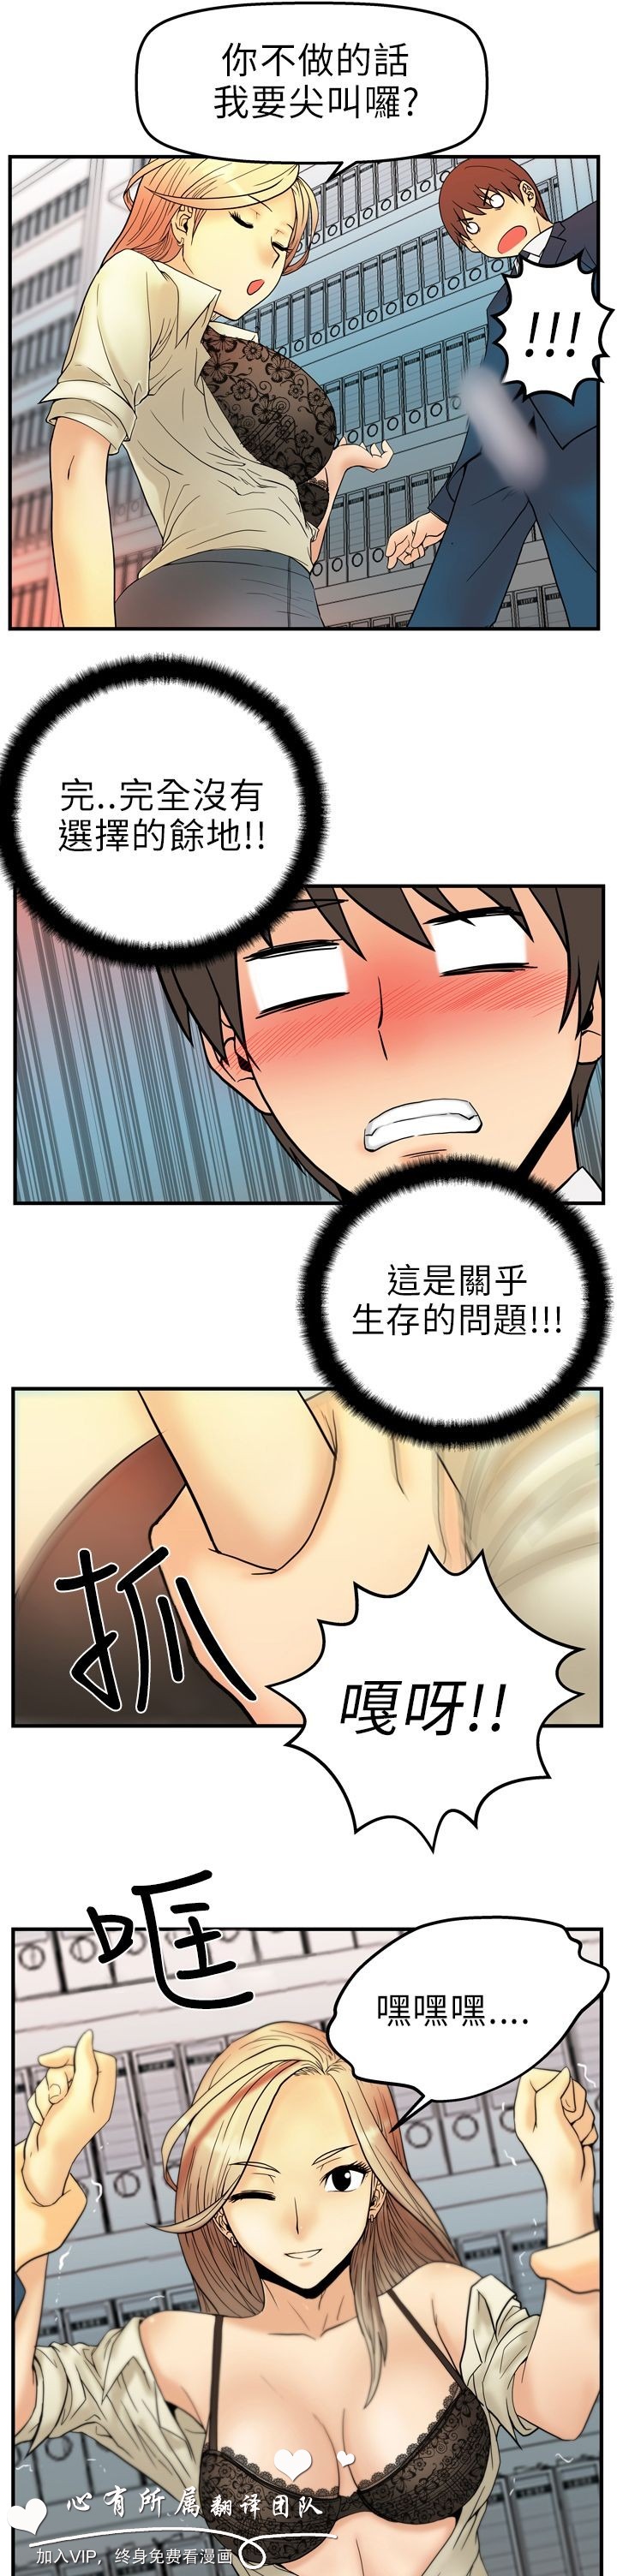 你不做的話
我要尖叫囉?
!!!
完..完全沒有
選擇的餘地!!
這是關乎
生存的問題!!!
抓
嘎呀!!
哐
嘿嘿嘿....
心有所属翻译团队
加入VIP，终身免费看漫画